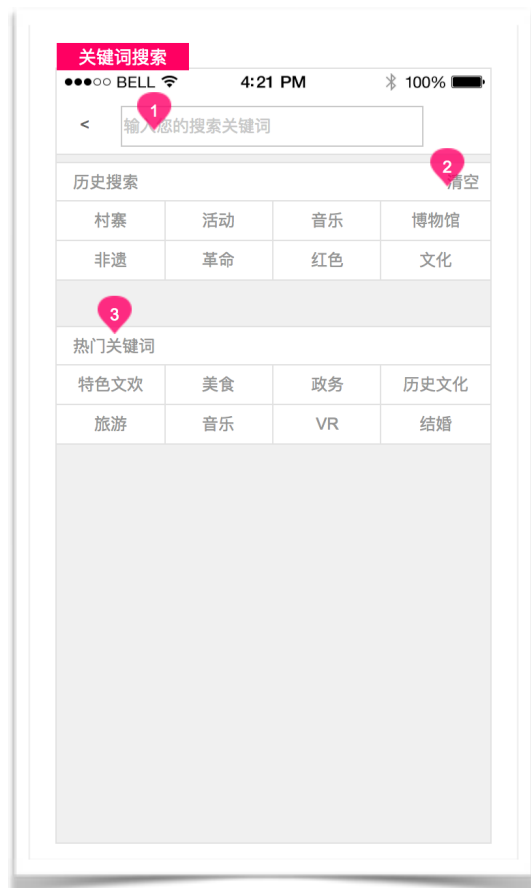 关键词搜索
BELL 4:21 PM 100%
1
< 输入您的搜索关键词
2
历史搜索 清空
村寨 活动 音乐 博物馆
非遗 革命 红色 文化
3
热门关键词
特色文欢 美食 政务 历史文化
旅游 音乐 VR 结婚